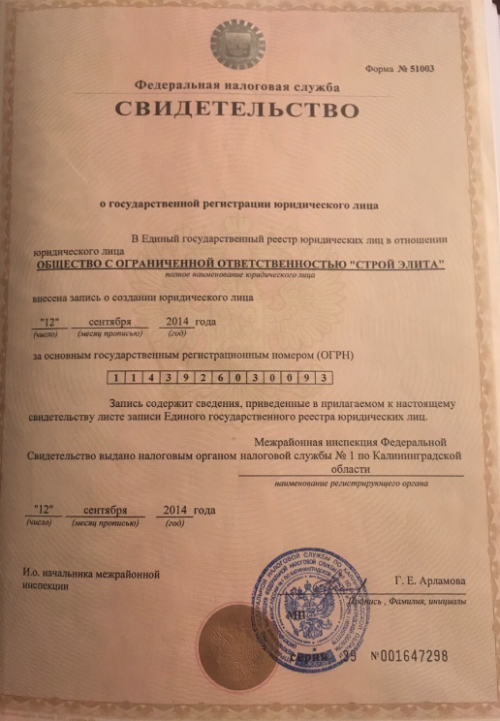 Форма № 51003
Федеральная налоговая служба
СВИДЕТЕЛЬСТВО
о государственной регистрации юридического лица
В Единый государственный реестр юридических лиц в отношении
юридического лица
ОБЩЕСТВО С ОГРАНИЧЕННОЙ ОТВЕТСТВЕННОСТЬЮ "СТРОЙ ЭЛИТА"
полное наименование юридического лица
внесена запись о создании юридического лица
"12" сентября 2014 года
(число) (месяц прописью) (год)
за основным государственным регистрационным номером (ОГРН)
1 1 4 3 9 2 6 0 3 0 0 9 3
Запись содержит сведения, приведенные в прилагаемом к настоящему
свидетельству листе записи Единого государственного реестра юридических лиц.
Межрайонная инспекция Федеральной
Свидетельство выдано налоговым органом налоговой службы № 1 по Калининградской
области
наименование регистрирующего органа
"12" сентября 2014 года
(число) (месяц прописью) (год)
И.о. начальника межрайонной
инспекции
Г. Е. Арламова
Подпись , Фамилия, инициалы
МП
серия 39 №001647298